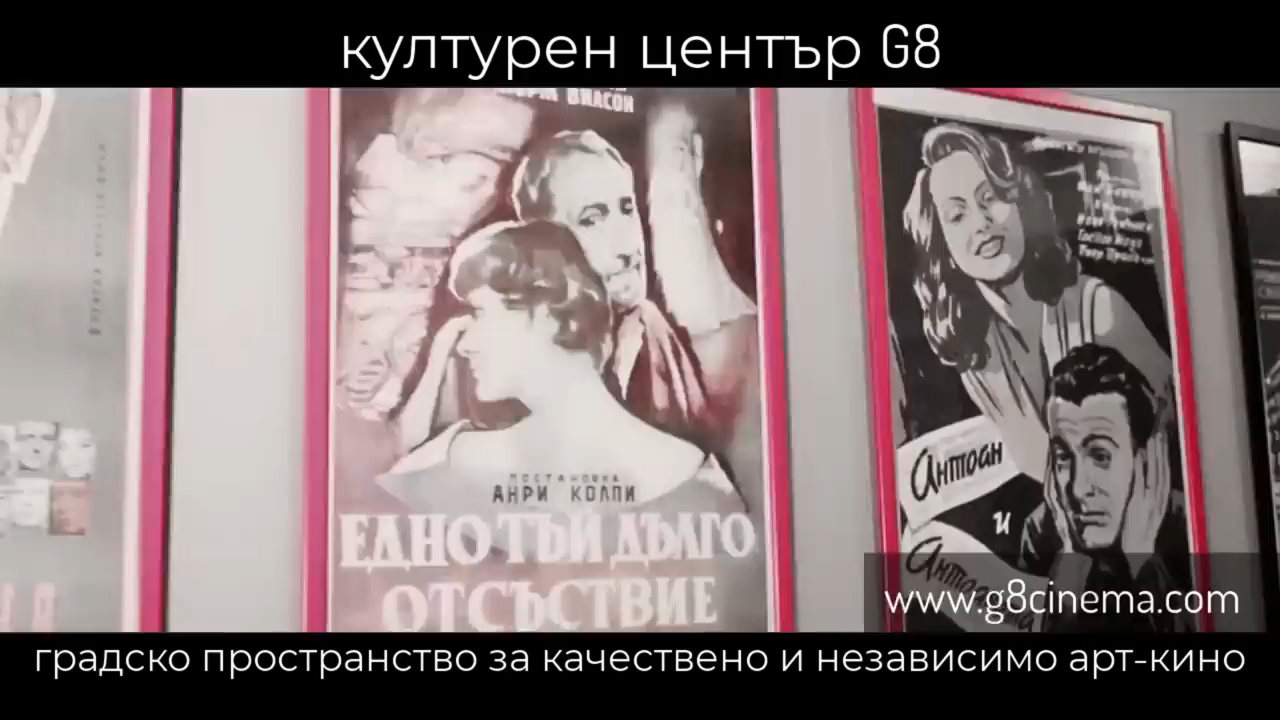 културен център G8
ВИЛСОН
ПОСТАНОВКА
АНРИ КОЛПИ
ЕДНО ТЪЙ ДЪЛГО
ОТСЪСТВИЕ
Антоан
и
www.g8cinema.com
градско пространство за качествено и независимо арт-кино